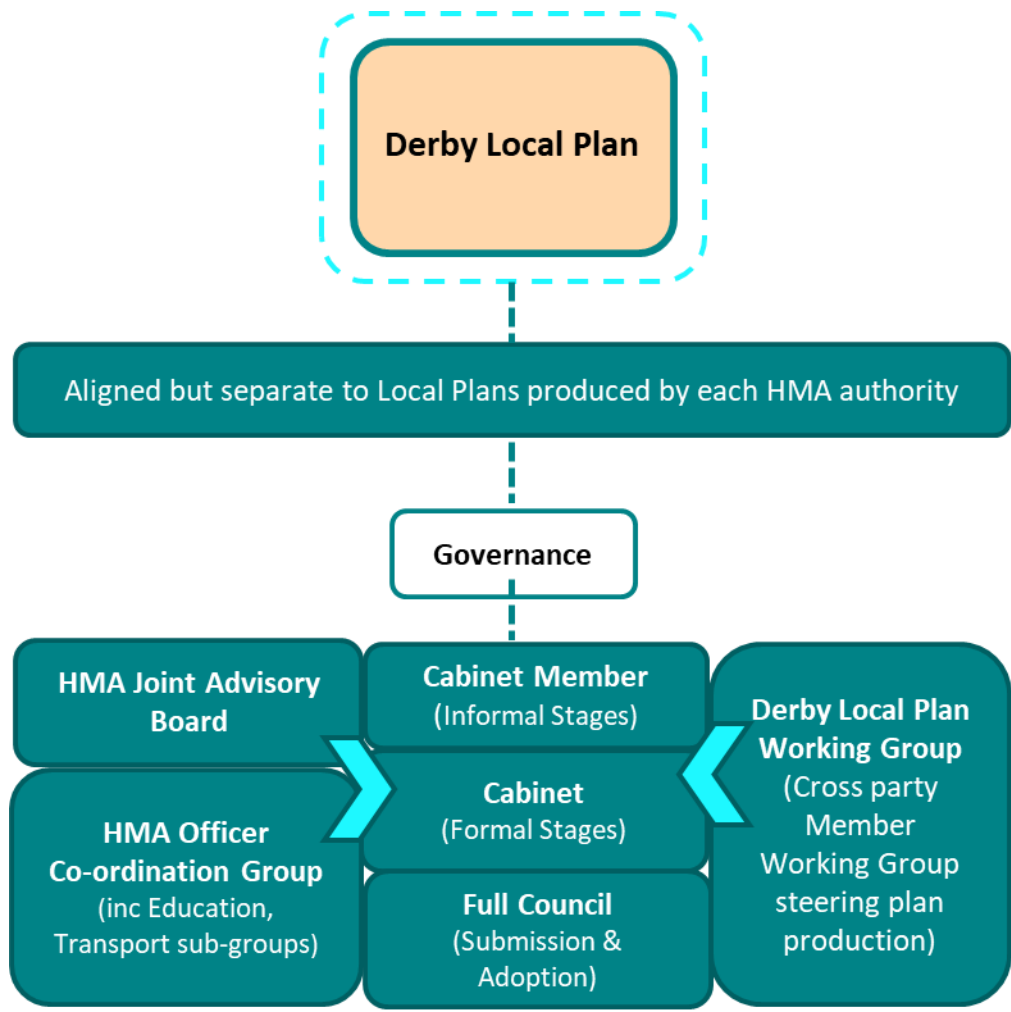 Derby Local Plan
Aligned but separate to Local Plans produced by each HMA authority
Governance
HMA Joint Advisory
Board
HMA Officer
Co-ordination Group
(inc Education,
Transport sub-groups)
Cabinet Member
(Informal Stages)
Cabinet
(Formal Stages)
Full Council
(Submission &
Adoption)
Derby Local Plan
Working Group
(Cross party
Member
Working Group
steering plan
production)